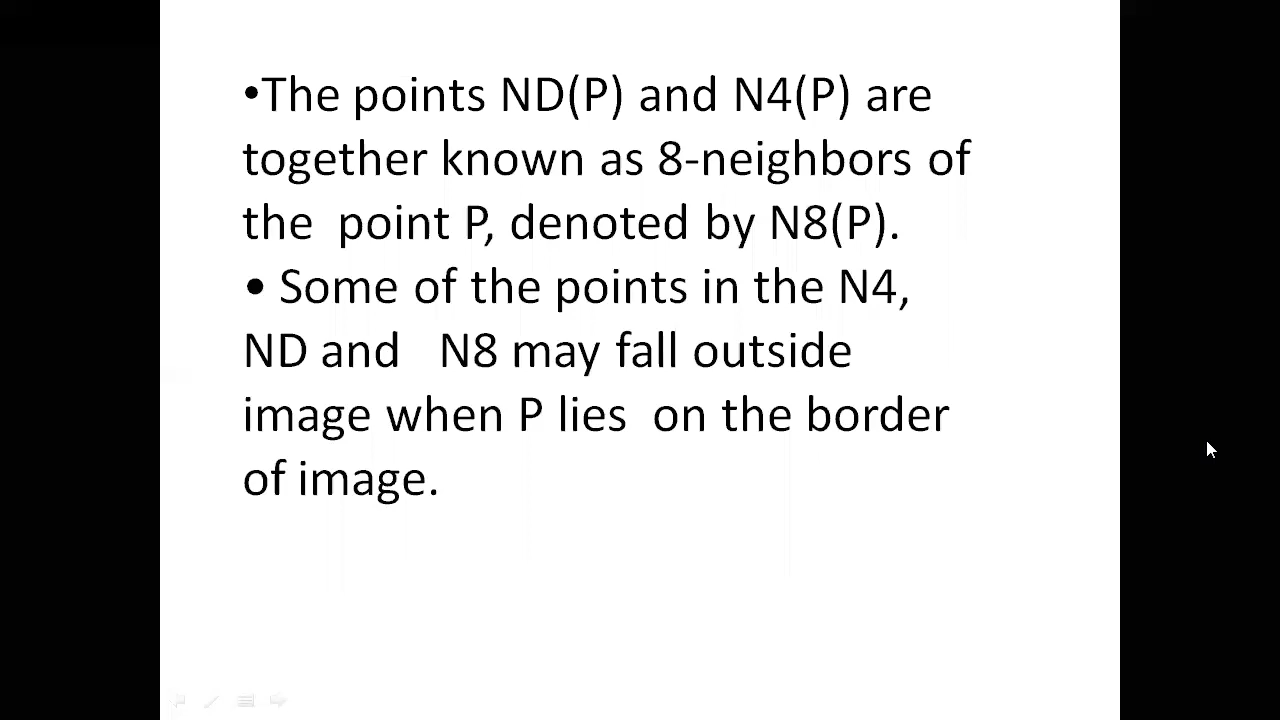 •The points ND(P) and N4(P) are
together known as 8-neighbors of
the  point P, denoted by N8(P).
• Some of the points in the N4,
ND and   N8 may fall outside
image when P lies  on the border
of image.